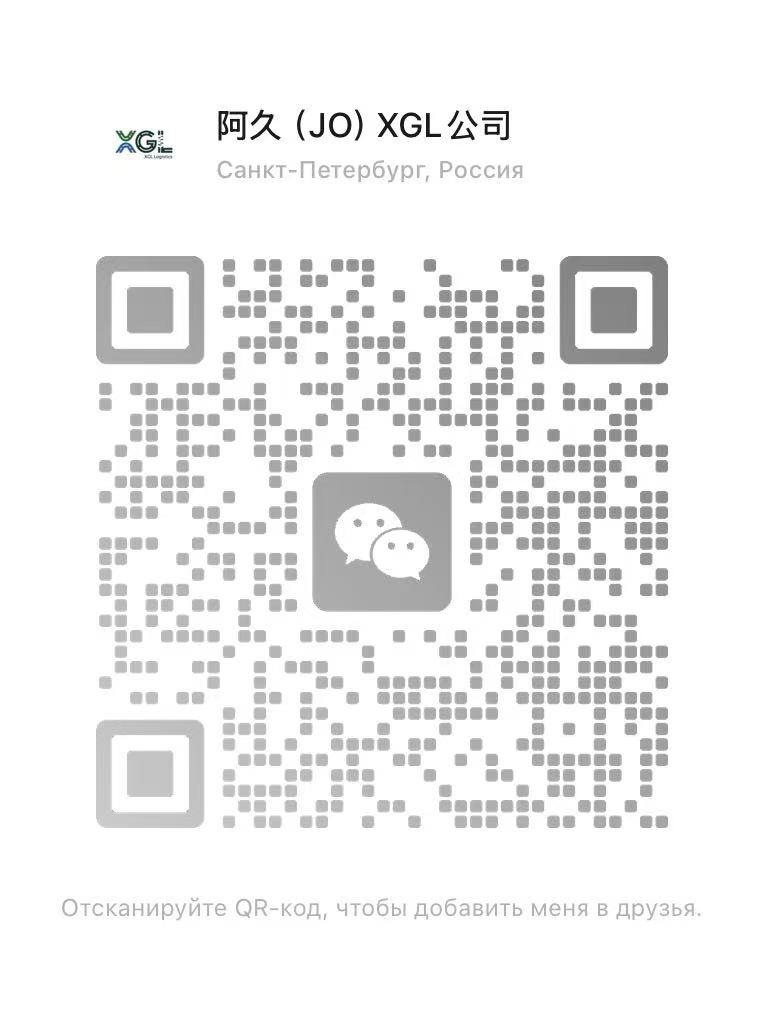 阿久 (JO) XGL公司
XGL
XGL Logistics
Санкт-Петербург, Россия
Отсканируйте QR-код, чтобы добавить меня в друзья.